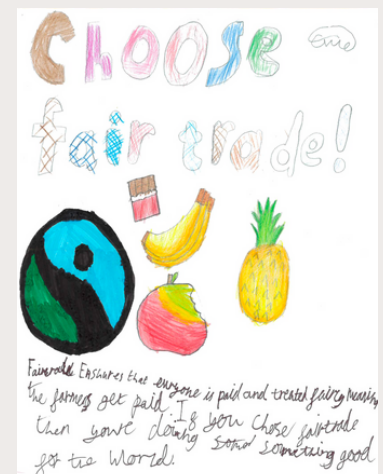 Choose
fair trade!
Fairtrade Enshures that everyone is paid and treated fairly meaning
the farmers get paid. If you chose fairtrade
then youre doing something good
for the World.